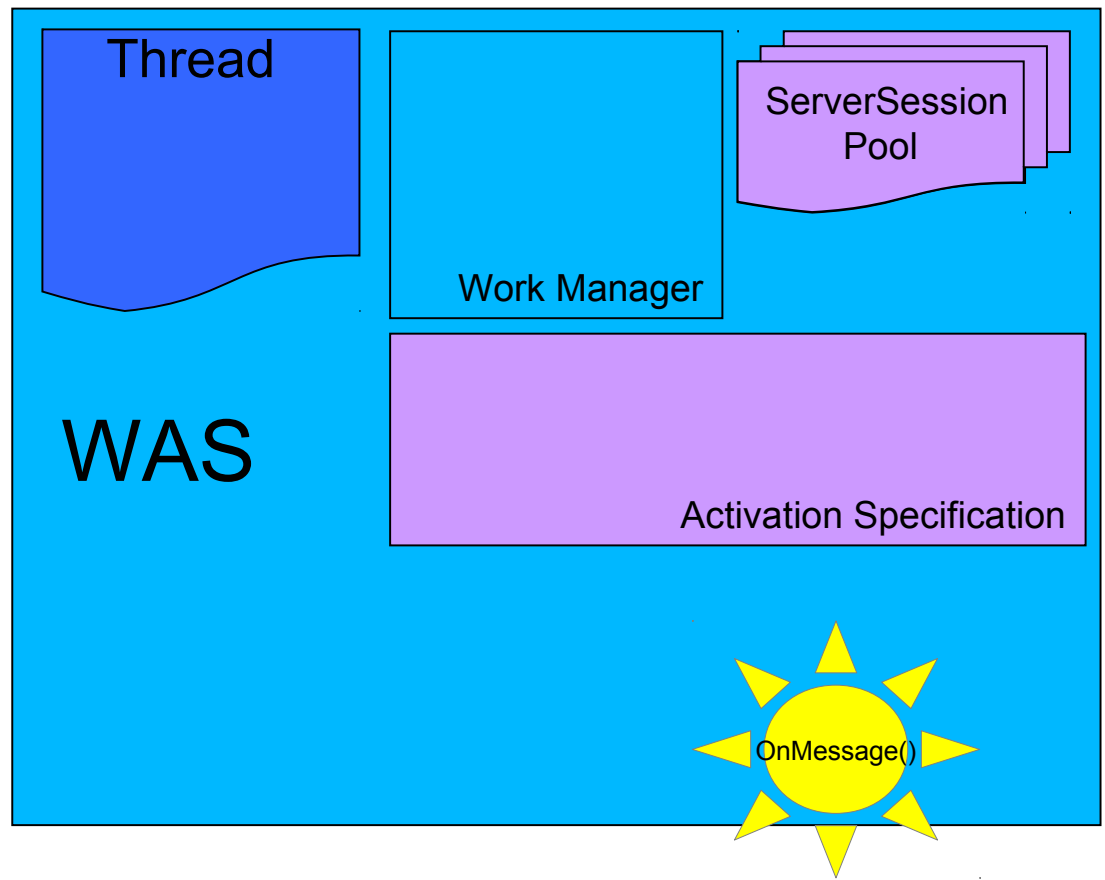 Thread
ServerSession
Pool
Work Manager
WAS
Activation Specification
OnMessage()